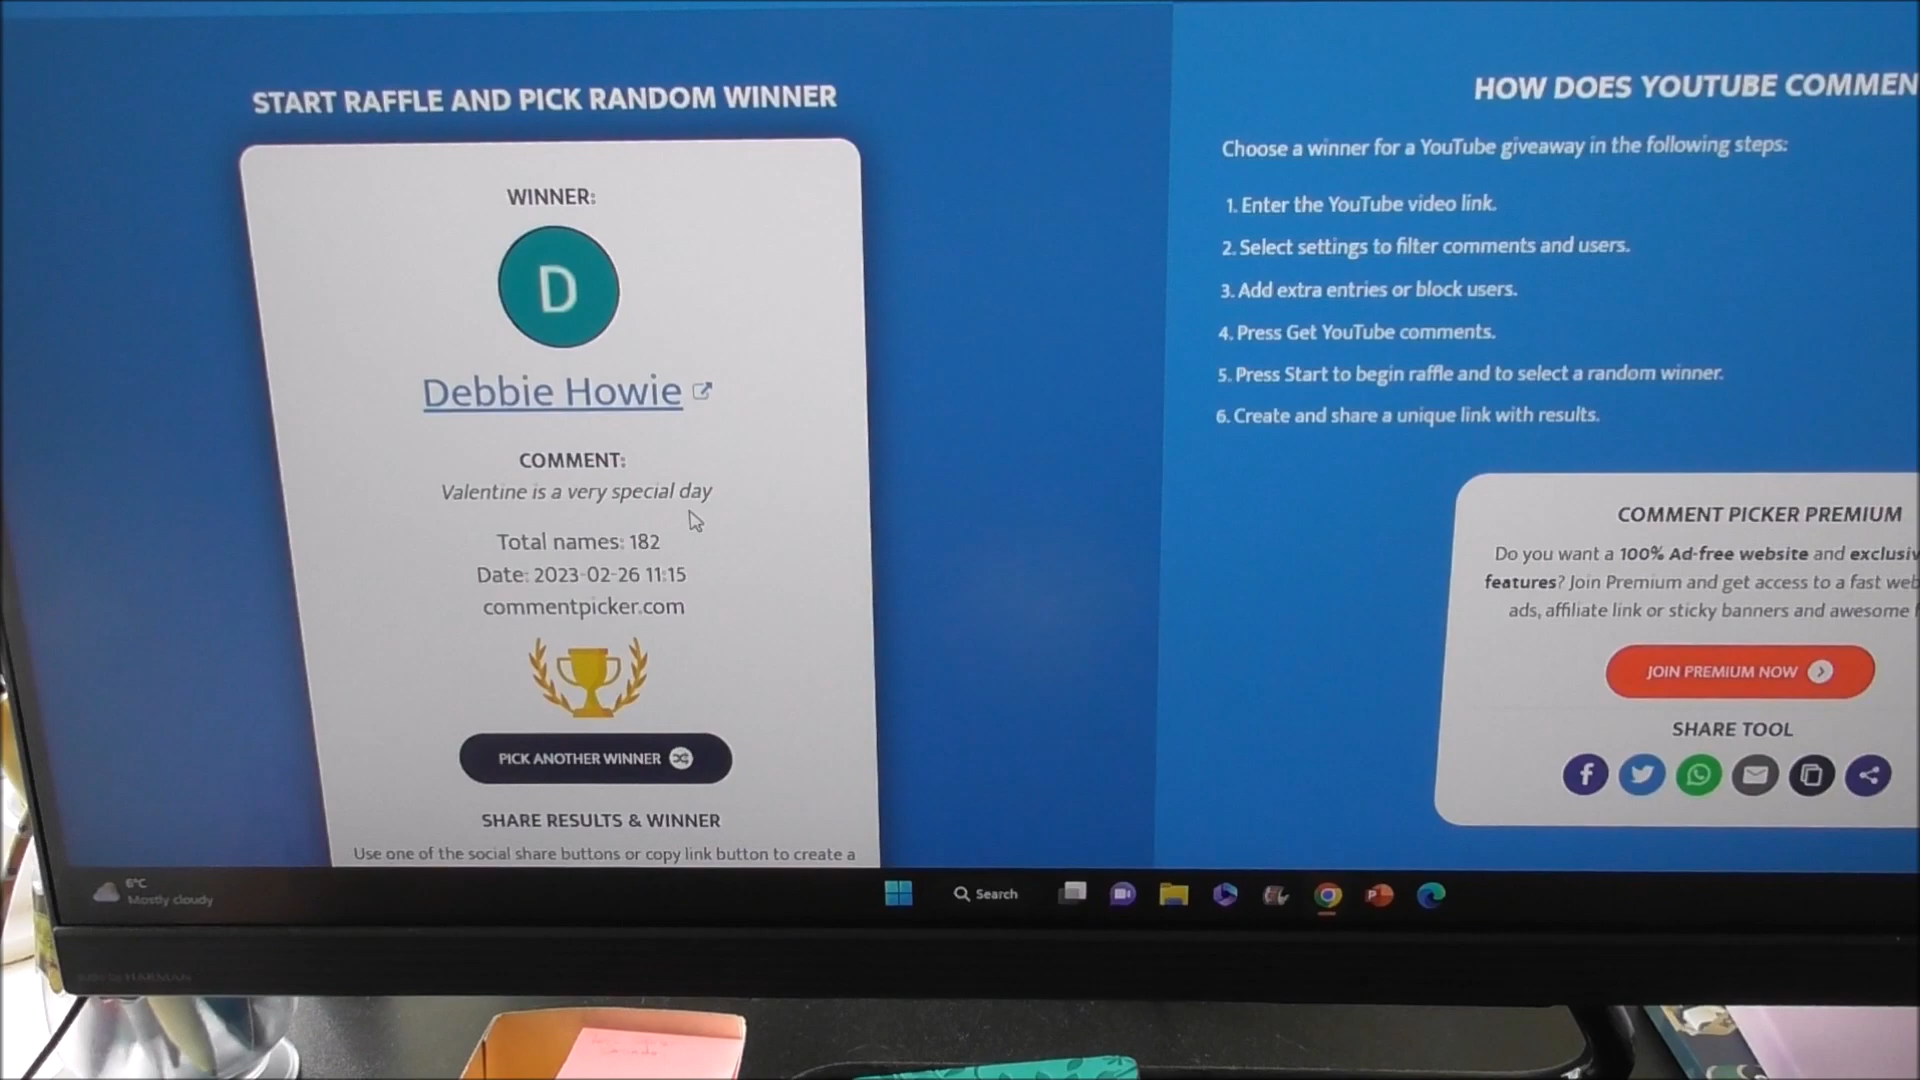 START RAFFLE AND PICK RANDOM WINNER
WINNER:
D
Debbie Howie
COMMENT:
Valentine is a very special day
Total names: 182
Date: 2023-02-26 11:15
commentpicker.com
PICK ANOTHER WINNER
SHARE RESULTS & WINNER
Use one of the social share buttons or copy link button to create a
HOW DOES YOUTUBE COMMEN
Choose a winner for a YouTube giveaway in the following steps:
1. Enter the YouTube video link.
2. Select settings to filter comments and users.
3. Add extra entries or block users.
4. Press Get YouTube comments.
5. Press Start to begin raffle and to select a random winner.
6. Create and share a unique link with results.
COMMENT PICKER PREMIUM
Do you want a 100% Ad-free website and exclusiv
features? Join Premium and get access to a fast web
ads, affiliate link or sticky banners and awesome
JOIN PREMIUM NOW
SHARE TOOL
6°C
Mostly cloudy
Search
HARMAN